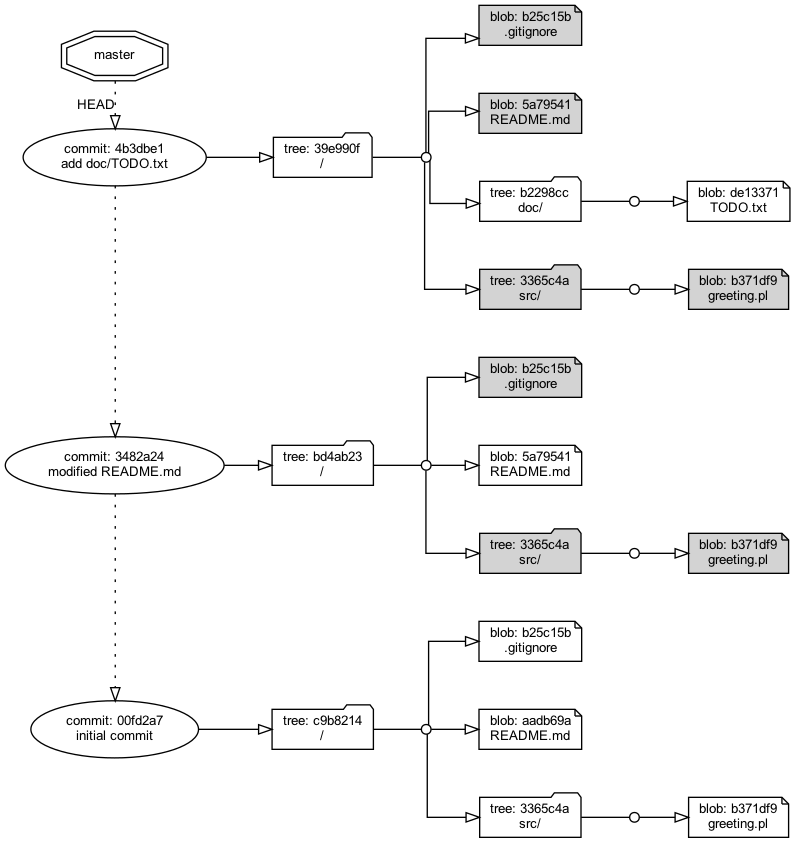 master
HEAD
commit: 4b3dbe1
add doc/TODO.txt
tree: 39e990f
/
blob: b25c15b
.gitignore
blob: 5a79541
README.md
tree: b2298cc
doc/
blob: de13371
TODO.txt
tree: 3365c4a
src/
blob: b371df9
greeting.pl
commit: 3482a24
modified README.md
tree: bd4ab23
/
blob: b25c15b
.gitignore
blob: 5a79541
README.md
tree: 3365c4a
src/
blob: b371df9
greeting.pl
commit: 00fd2a7
initial commit
tree: c9b8214
/
blob: b25c15b
.gitignore
blob: aadb69a
README.md
tree: 3365c4a
src/
blob: b371df9
greeting.pl